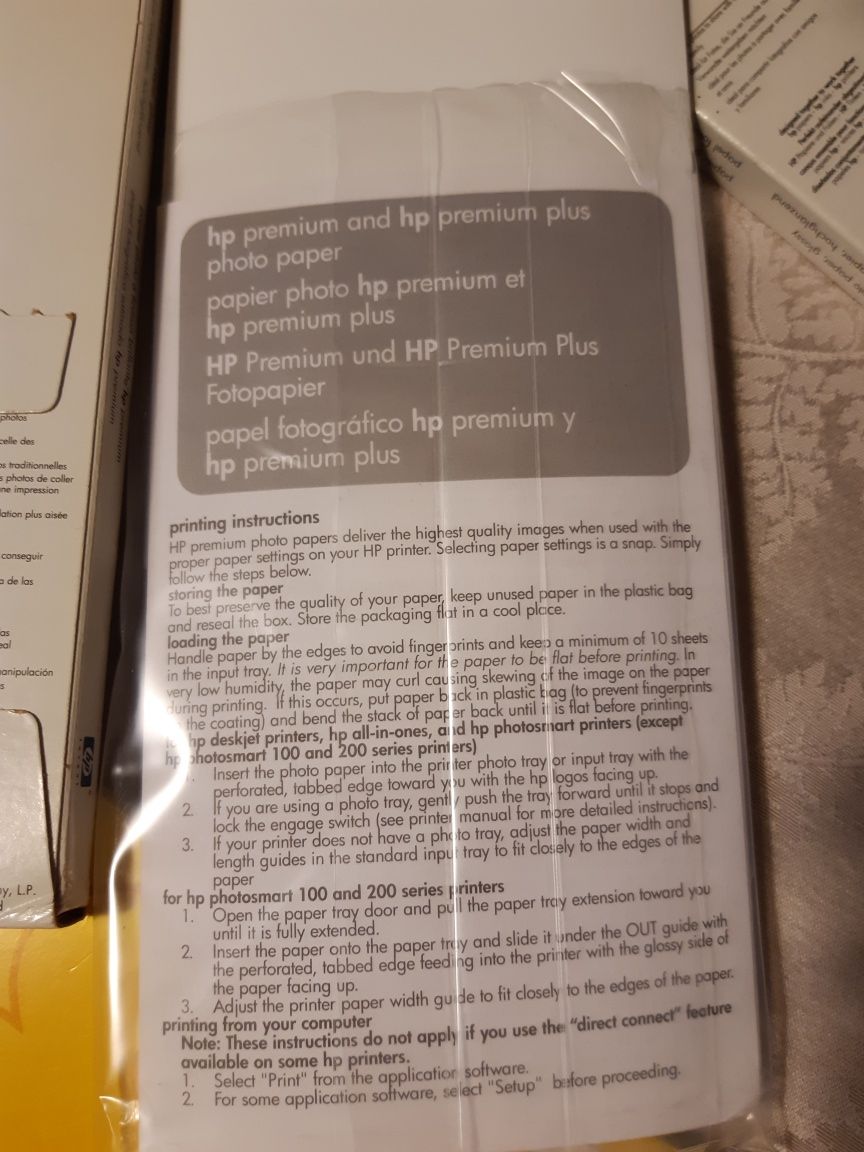 hp premium and hp premium plus
photo paper
papier photo hp premium et
hp premium plus
HP Premium und HP Premium Plus
Fotopapier
papel fotográfico hp premium y
hp premium plus
printing instructions
HP premium photo papers deliver the highest quality images when used with the
proper paper settings on your HP printer. Selecting paper settings is a snap. Simply
follow the steps below.
storing the paper
To best preserve the quality of your paper, keep unused paper in the plastic bag
and reseal the box. Store the packaging flat in a cool place.
loading the paper
Handle paper by the edges to avoid fingerprints and keep a minimum of 10 sheets
in the input tray. It is very important for the paper to be flat before printing. In
very low humidity, the paper may curl causing skewing of the image on the paper
during printing. If this occurs, put paper back in plastic bag (to prevent fingerprints
the coating) and bend the stack of paper back until it is flat before printing.
hp deskjet printers, hp all-in-ones, and hp photosmart printers (except
hp photosmart 100 and 200 series printers)
1. Insert the photo paper into the printer photo tray or input tray with the
perforated, tabbed edge toward you with the hp logos facing up.
2. If you are using a photo tray, gently push the tray forward until it stops and
lock the engage switch (see printer manual for more detailed instructions).
3. If your printer does not have a photo tray, adjust the paper width and
length guides in the standard input tray to fit closely to the edges of the
paper
for hp photosmart 100 and 200 series printers
1. Open the paper tray door and pull the paper tray extension toward you
until it is fully extended.
2. Insert the paper onto the paper tray and slide it under the OUT guide with
the perforated, tabbed edge feeding into the printer with the glossy side of
the paper facing up.
3. Adjust the printer paper width guide to fit closely to the edges of the paper.
printing from your computer
Note: These instructions do not apply if you use the "direct connect" feature
available on some hp printers.
1. Select "Print" from the application software.
2. For some application software, select "Setup" before proceeding.
photos
celle des
traditionnelles
photos de coller
ne impression
plus aisée
conseguir
de las
hp
L.P.